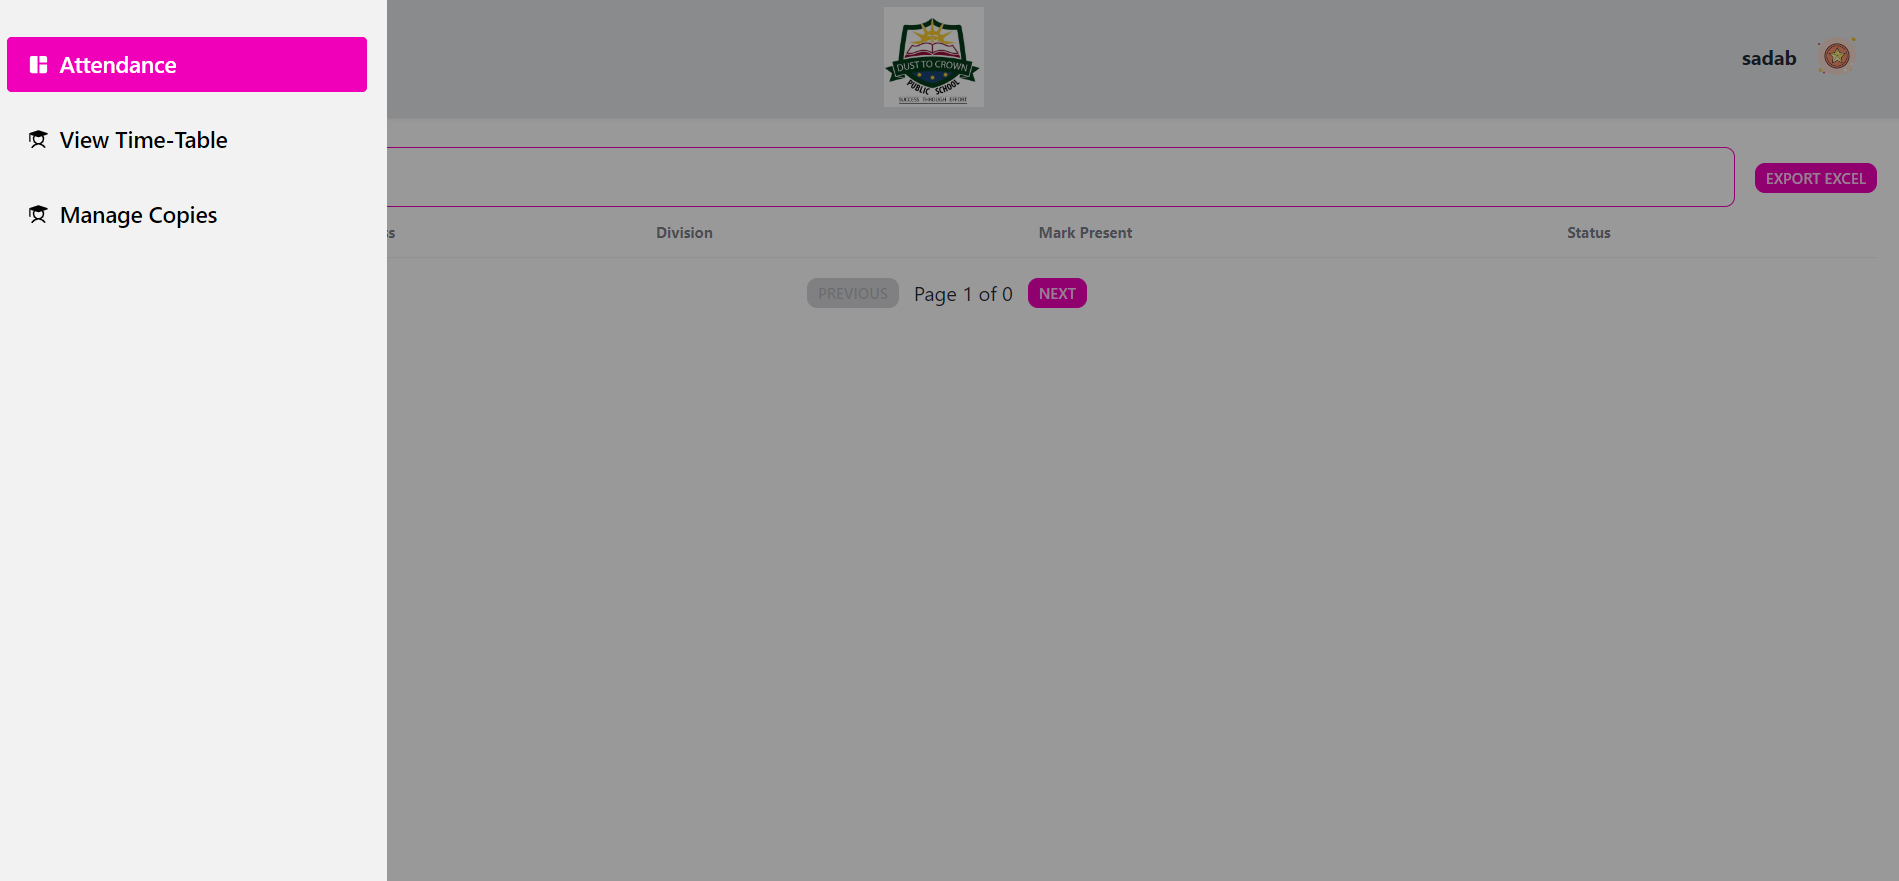 Attendance
View Time-Table
Manage Copies
DUST TO CROWN
PUBLIC SCHOOL
SUCCESS THROUGH EFFORT
sadab
EXPORT EXCEL
Division Mark Present Status
PREVIOUS Page 1 of 0 NEXT